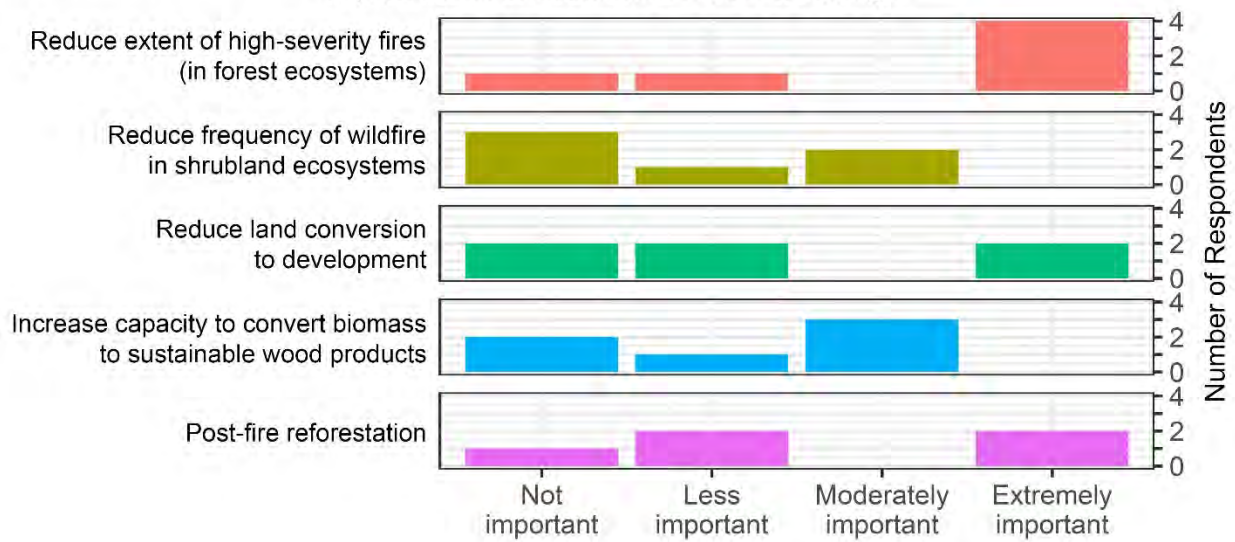 Reduce extent of high-severity fires
(in forest ecosystems)
4
2
0
Reduce frequency of wildfire
in shrubland ecosystems
4
2
0
Reduce land conversion
to development
4
2
0
Increase capacity to convert biomass
to sustainable wood products
4
2
0
Post-fire reforestation
4
2
0
Number of Respondents
Not
important
Less
important
Moderately
important
Extremely
important